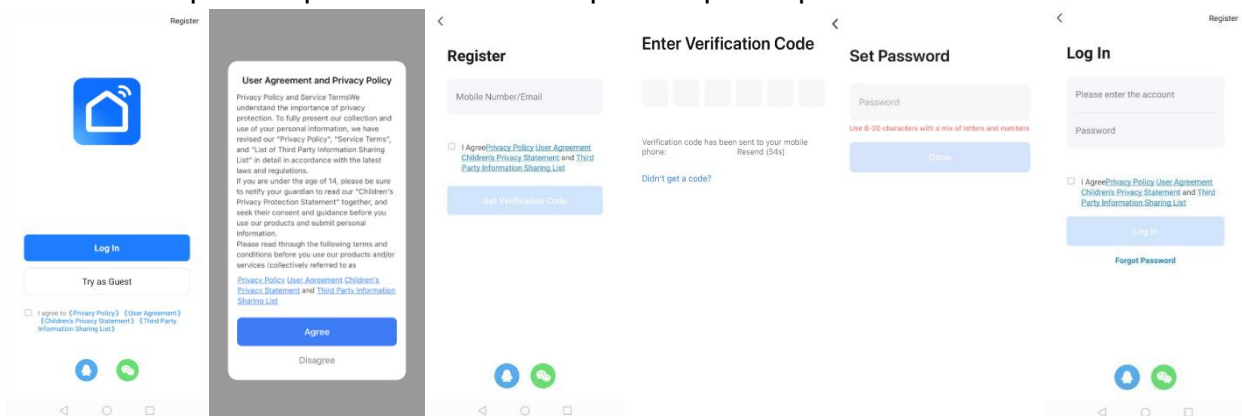 Register
Log In
Try as Guest
I agree to《Privacy Policy》《User Agreement》
《Children's Privacy Statement》《Third Party
Information Sharing List》
User Agreement and Privacy Policy
Privacy Policy and Service TermsWe
understand the importance of privacy
protection. To fully present our collection and
use of your personal information, we have
revised our "Privacy Policy", "Service Terms",
and "List of Third Party Information Sharing
List" in detail in accordance with the latest
laws and regulations.
If you are under the age of 14, please be sure
to notify your guardian to read our "Children's
Privacy Protection Statement" together, and
seek their consent and guidance before you
use our products and submit personal
information.
Please read through the following terms and
conditions before you use our products and/or
services (collectively referred to as
Privacy Policy User Agreement Children's
Privacy Statement and Third Party Information
Sharing List
Agree
Disagree
Register
Mobile Number/Email
I AgreePrivacy Policy User Agreement
Children's Privacy Statement and Third
Party Information Sharing List
Get Verification Code
Enter Verification Code
Verification code has been sent to your mobile
phone: Resend (54s)
Didn't get a code?
Set Password
Password
Use 6-20 characters with a mix of letters and numbers
Done
Register
Log In
Please enter the account
Password
I AgreePrivacy Policy User Agreement
Children's Privacy Statement and Third
Party Information Sharing List
Log In
Forgot Password